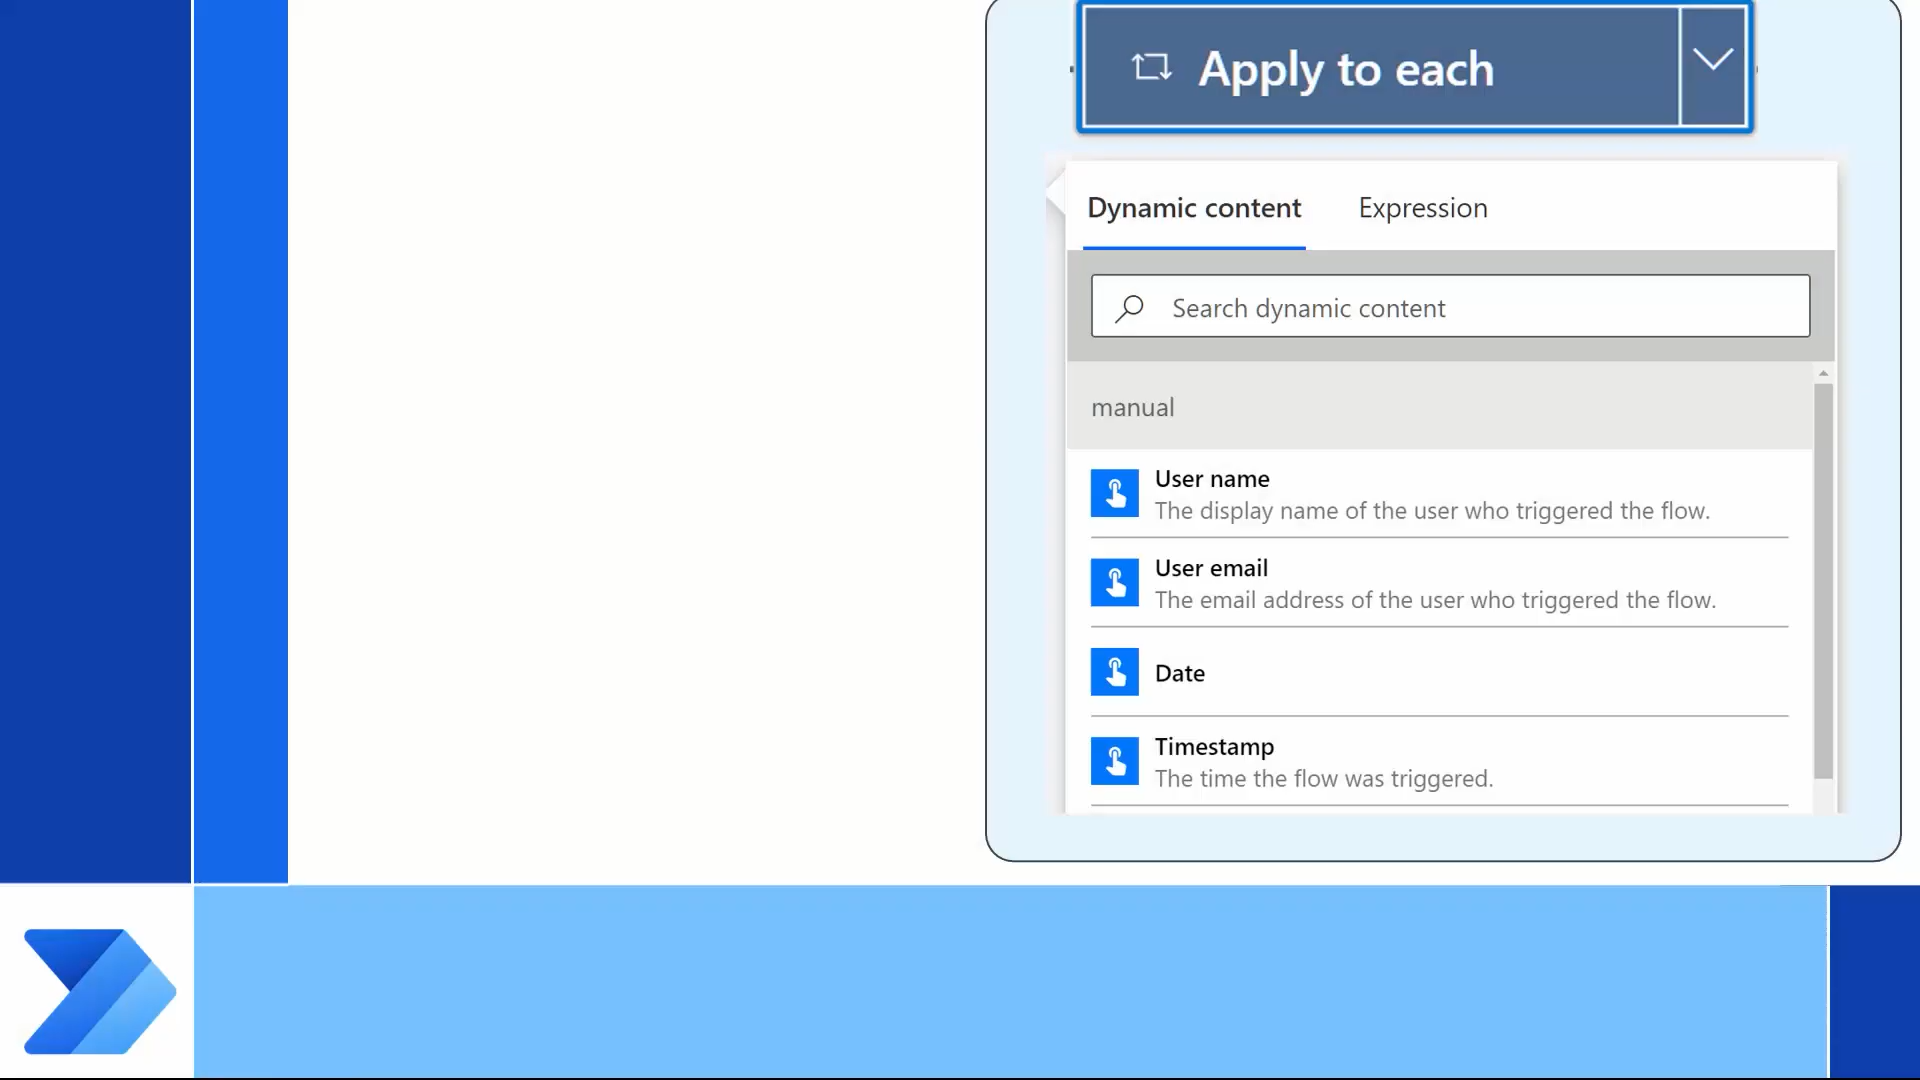 Apply to each
Dynamic content Expression
Search dynamic content
manual
User name
The display name of the user who triggered the flow.
User email
The email address of the user who triggered the flow.
Date
Timestamp
The time the flow was triggered.